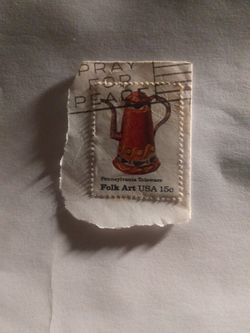 PRAY
FOR
PEACE
Pennsylvania Toleware
Folk Art USA 15c